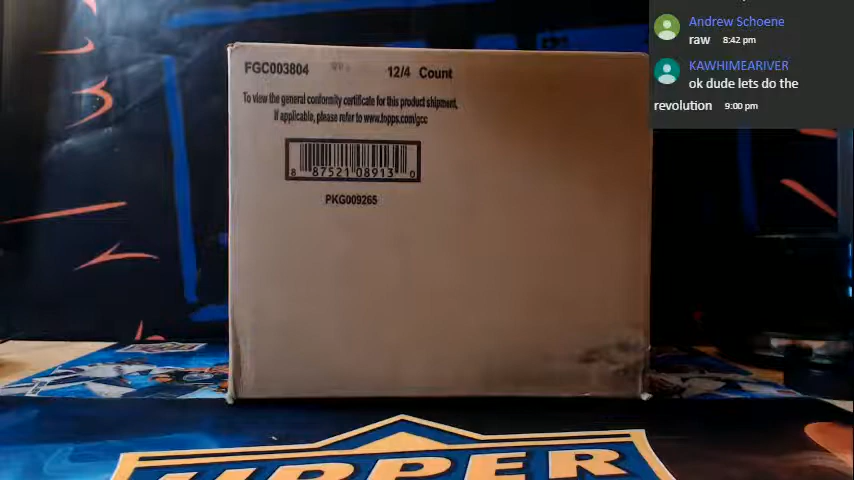 Andrew Schoene
raw 8:42 pm
KAWHIMEARIVER
ok dude lets do the
revolution 9:00 pm
FGC003804
12/4 Count
To view the general conformity certificate for this product shipment,
if applicable, please refer to www.topps.com/gcc
8 87521 08913 0
PKG009265
UPPER